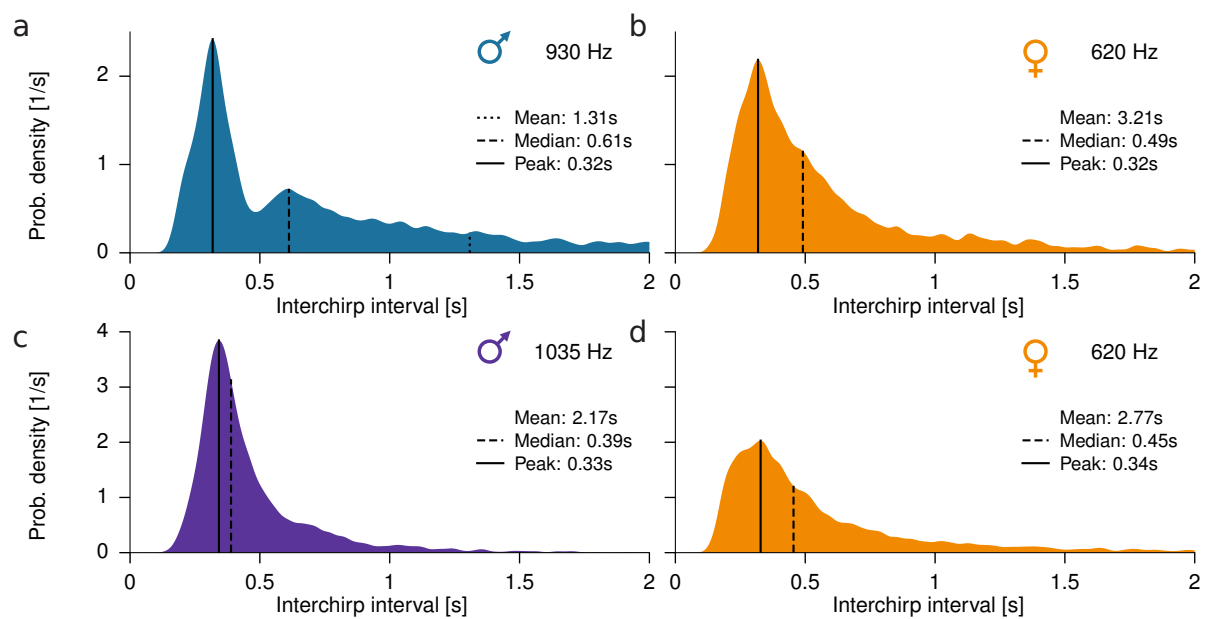 a
930 Hz
Prob. density [1/s]
2
1
0
Mean: 1.31s
Median: 0.61s
Peak: 0.32s
0 0.5 1 1.5 2
Interchirp interval [s]
b
620 Hz
Mean: 3.21s
Median: 0.49s
Peak: 0.32s
0 0.5 1 1.5 2
Interchirp interval [s]
c
1035 Hz
Prob. density [1/s]
4
3
2
1
0
Mean: 2.17s
Median: 0.39s
Peak: 0.33s
0 0.5 1 1.5 2
Interchirp interval [s]
d
620 Hz
Mean: 2.77s
Median: 0.45s
Peak: 0.34s
0 0.5 1 1.5 2
Interchirp interval [s]